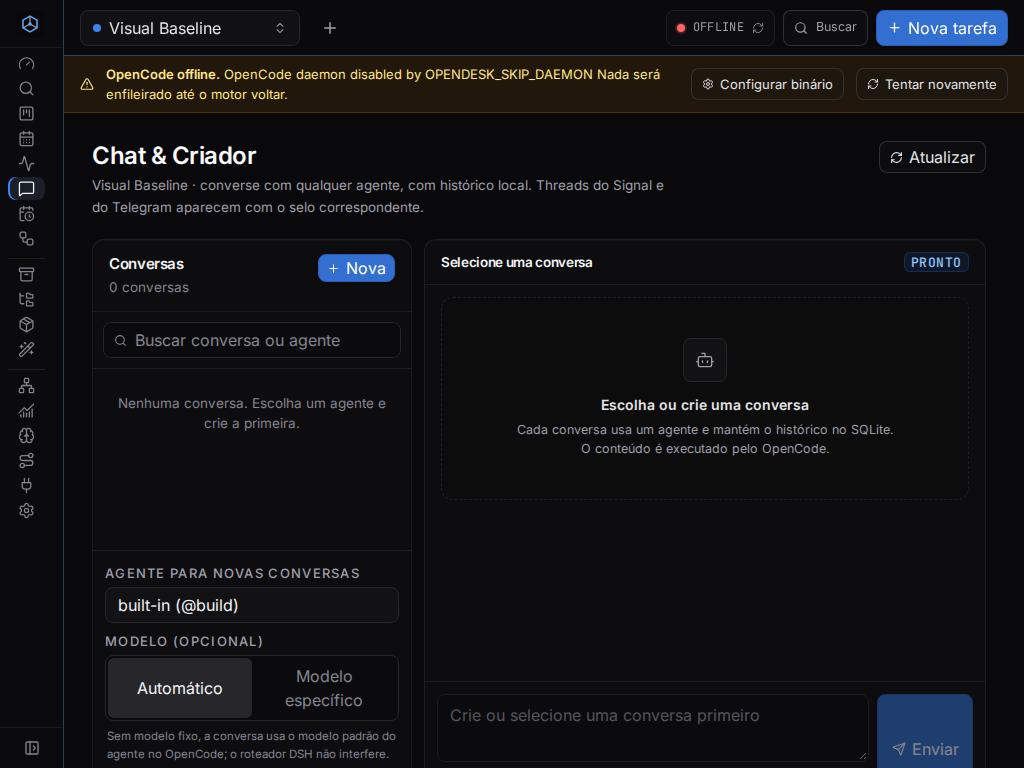 Visual Baseline
OFFLINE
Buscar
Nova tarefa
OpenCode offline. OpenCode daemon disabled by OPENDESK_SKIP_DAEMON Nada será
enfileirado até o motor voltar.
Configurar binário
Tentar novamente
Chat & Criador
Atualizar
Visual Baseline · converse com qualquer agente, com histórico local. Threads do Signal e
do Telegram aparecem com o selo correspondente.
Conversas
0 conversas
Nova
Buscar conversa ou agente
Nenhuma conversa. Escolha um agente e
crie a primeira.
AGENTE PARA NOVAS CONVERSAS
built-in (@build)
MODELO (OPCIONAL)
Automático
Modelo
específico
Sem modelo fixo, a conversa usa o modelo padrão do
agente no OpenCode; o roteador DSH não interfere.
Selecione uma conversa
PRONTO
Escolha ou crie uma conversa
Cada conversa usa um agente e mantém o histórico no SQLite.
O conteúdo é executado pelo OpenCode.
Crie ou selecione uma conversa primeiro
Enviar